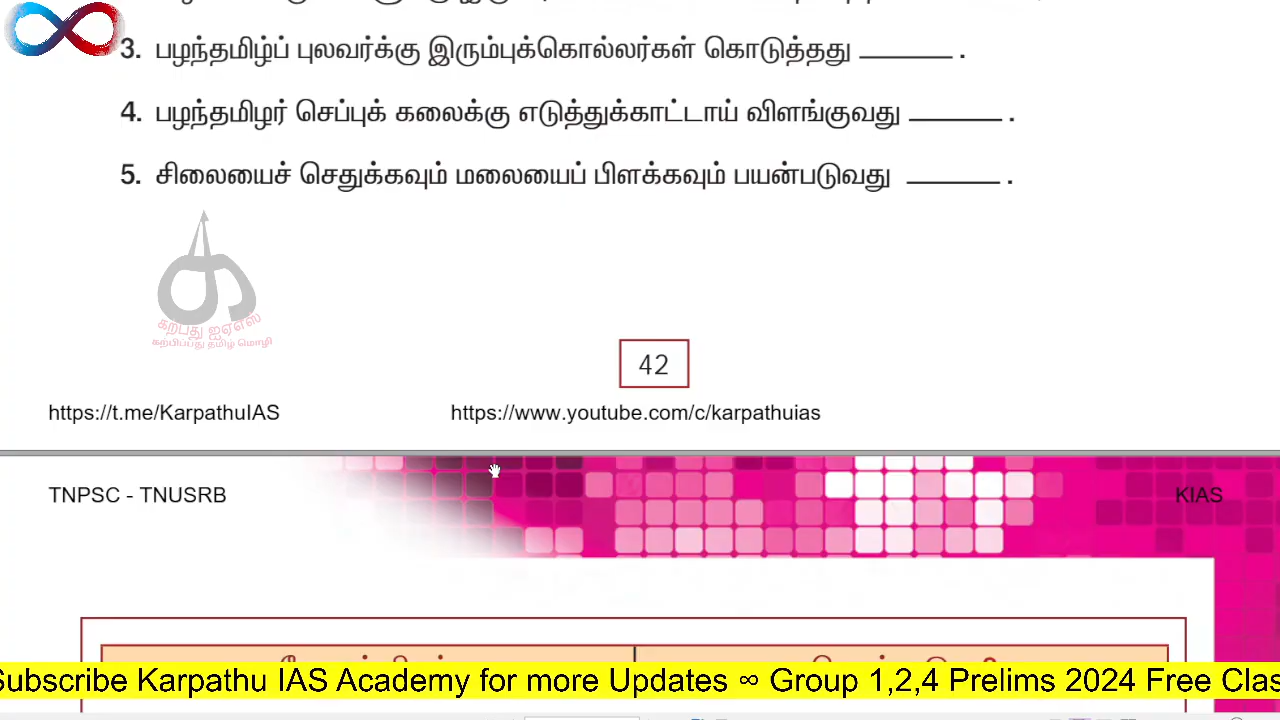 3. பழந்தமிழ்ப் புலவர்க்கு இரும்புக்கொல்லர்கள் கொடுத்தது ________ .
4. பழந்தமிழர் செப்புக் கலைக்கு எடுத்துக்காட்டாய் விளங்குவது ________ .
5. சிலையைச் செதுக்கவும் மலையைப் பிளக்கவும் பயன்படுவது ________ .
கற்பது ஐஏஎஸ்
கற்பிப்பது தமிழ் மொழி
42
https://t.me/KarpathuIAS https://www.youtube.com/c/karpathuias
TNPSC - TNUSRB KIAS
Subscribe Karpathu IAS Academy for more Updates ∞ Group 1,2,4 Prelims 2024 Free Clas